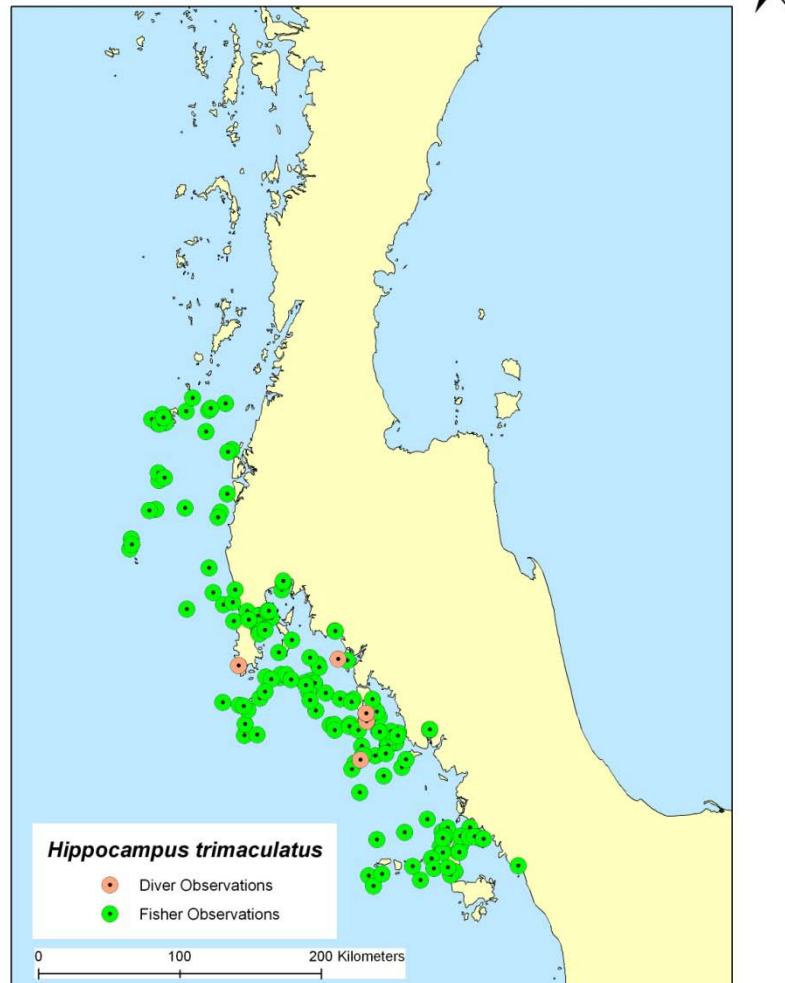 Hippocampus trimaculatus
Diver Observations
Fisher Observations
0 100 200 Kilometers